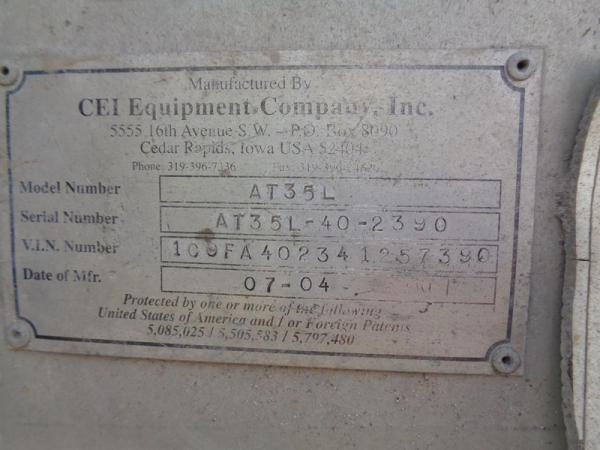 Manufactured By
CEI Equipment Company, Inc.
5555 16th Avenue S.W. - P.O. Box 8090
Cedar Rapids, Iowa USA 52404
Phone: 319-396-7336 Fax:
Model Number AT35L
Serial Number AT35L-40-2390
V.I.N. Number 1C9FA402341257390
Date of Mfr. 07-04
Protected by one or more of the following
United States of America and / or Foreign Patents
5,085,025 / 5,505,583 / 5,797,480